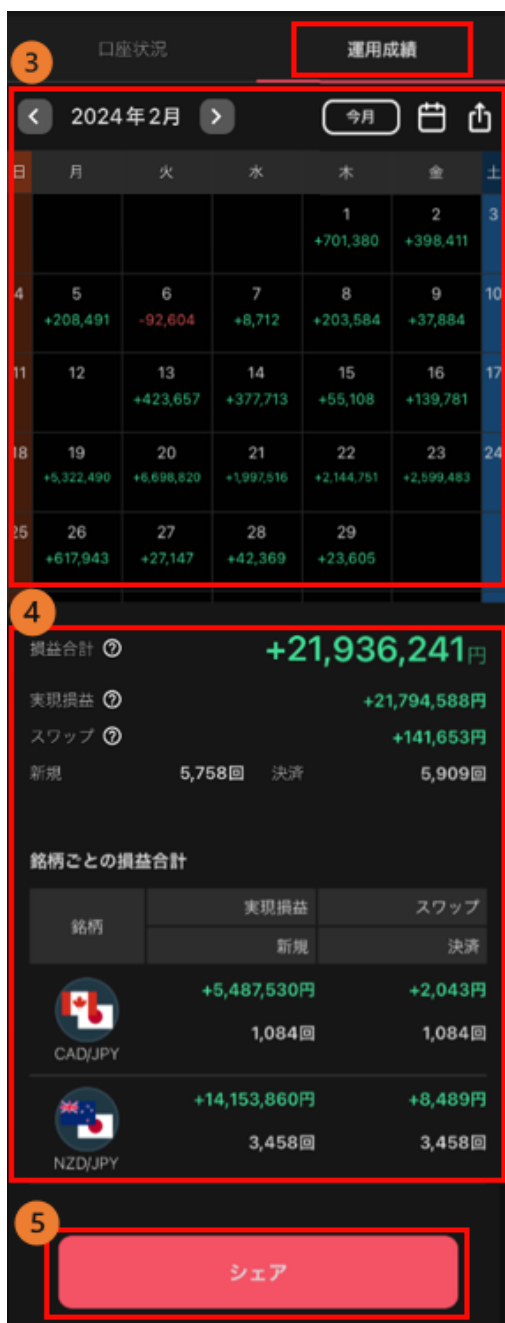 口座状況 運用成績
3
2024年2月 今月
日 月 火 水 木 金 土
1 2 3
+701,380 +398,411
4 5 6 7 8 9 10
+208,491 -92,604 +8,712 +203,584 +37,884
11 12 13 14 15 16 17
+423,657 +377,713 +55,108 +139,781
18 19 20 21 22 23 24
+5,322,490 +6,698,820 +1,997,516 +2,144,751 +2,599,483
25 26 27 28 29
+617,943 +27,147 +42,369 +23,605
4
損益合計 ? +21,936,241円
実現損益 ? +21,794,588円
スワップ ? +141,653円
新規 5,758回 決済 5,909回
銘柄ごとの損益合計
銘柄 実現損益 スワップ
新規 決済
+5,487,530円 +2,043円
1,084回 1,084回
CAD/JPY
+14,153,860円 +8,489円
3,458回 3,458回
NZD/JPY
5
シェア